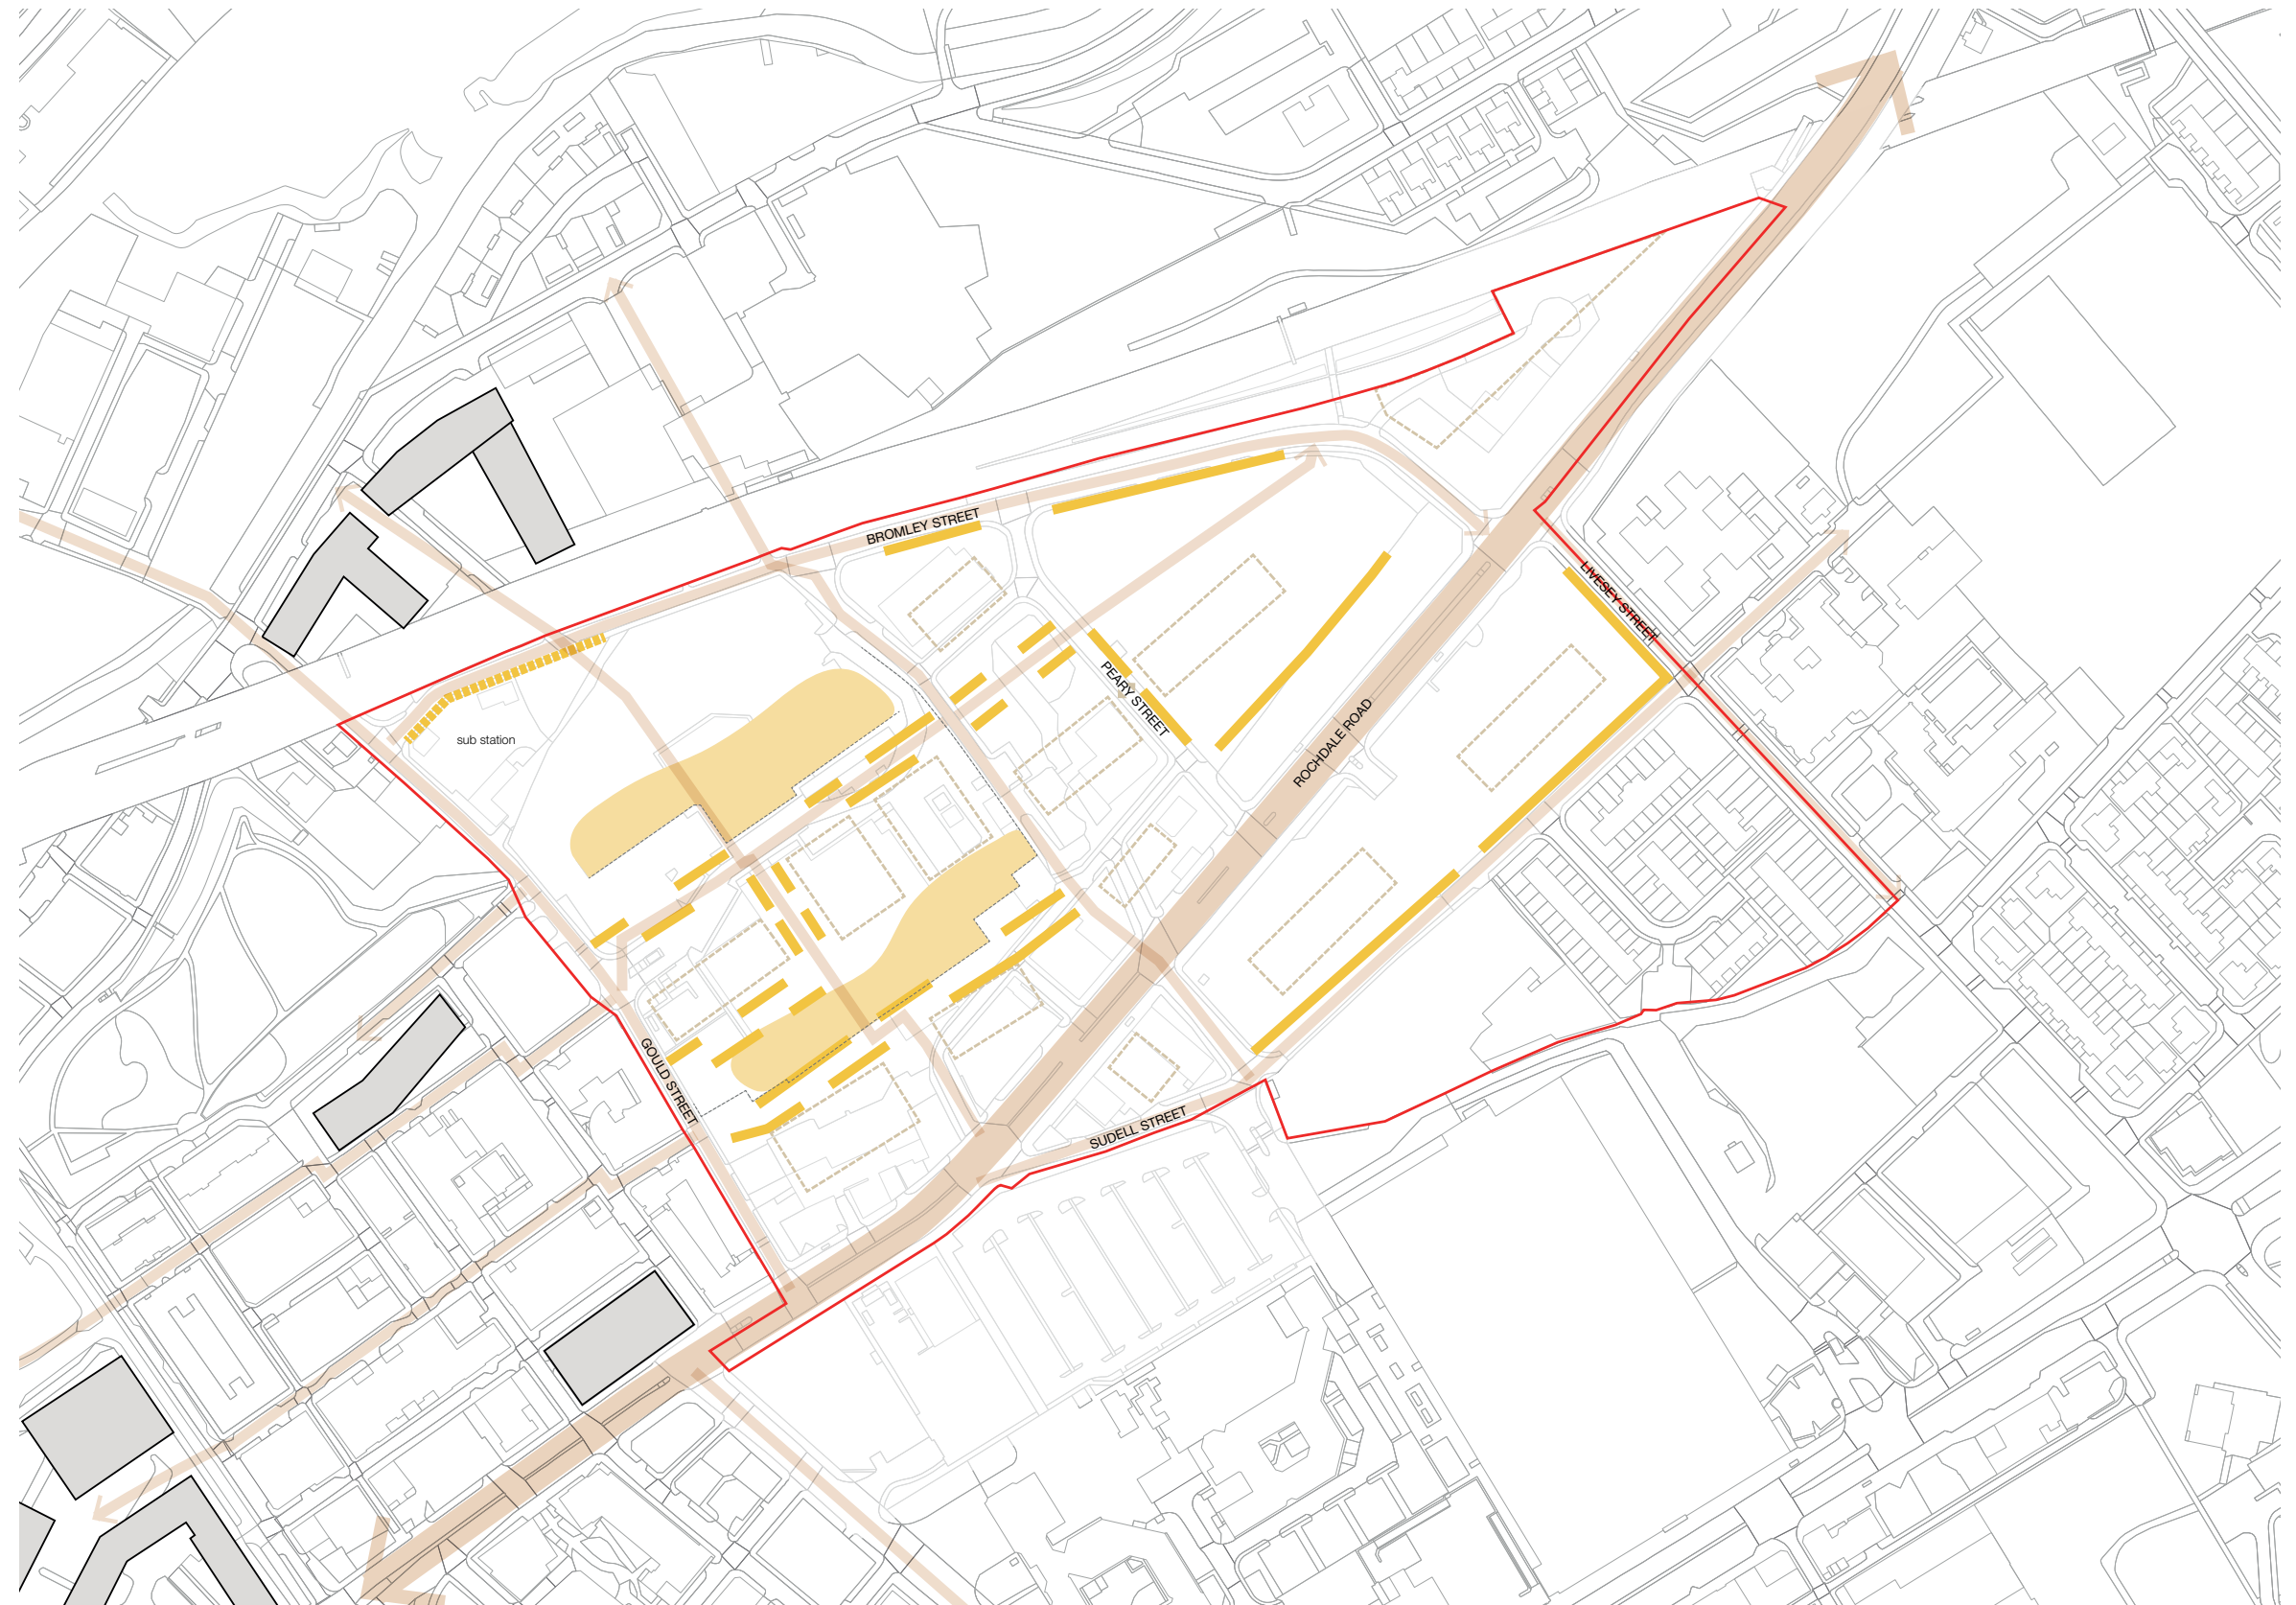 BROMLEY STREET
LIVESEY STREET
PEARY STREET
sub station
ROCHDALE ROAD
GOULD STREET
SUDELL STREET